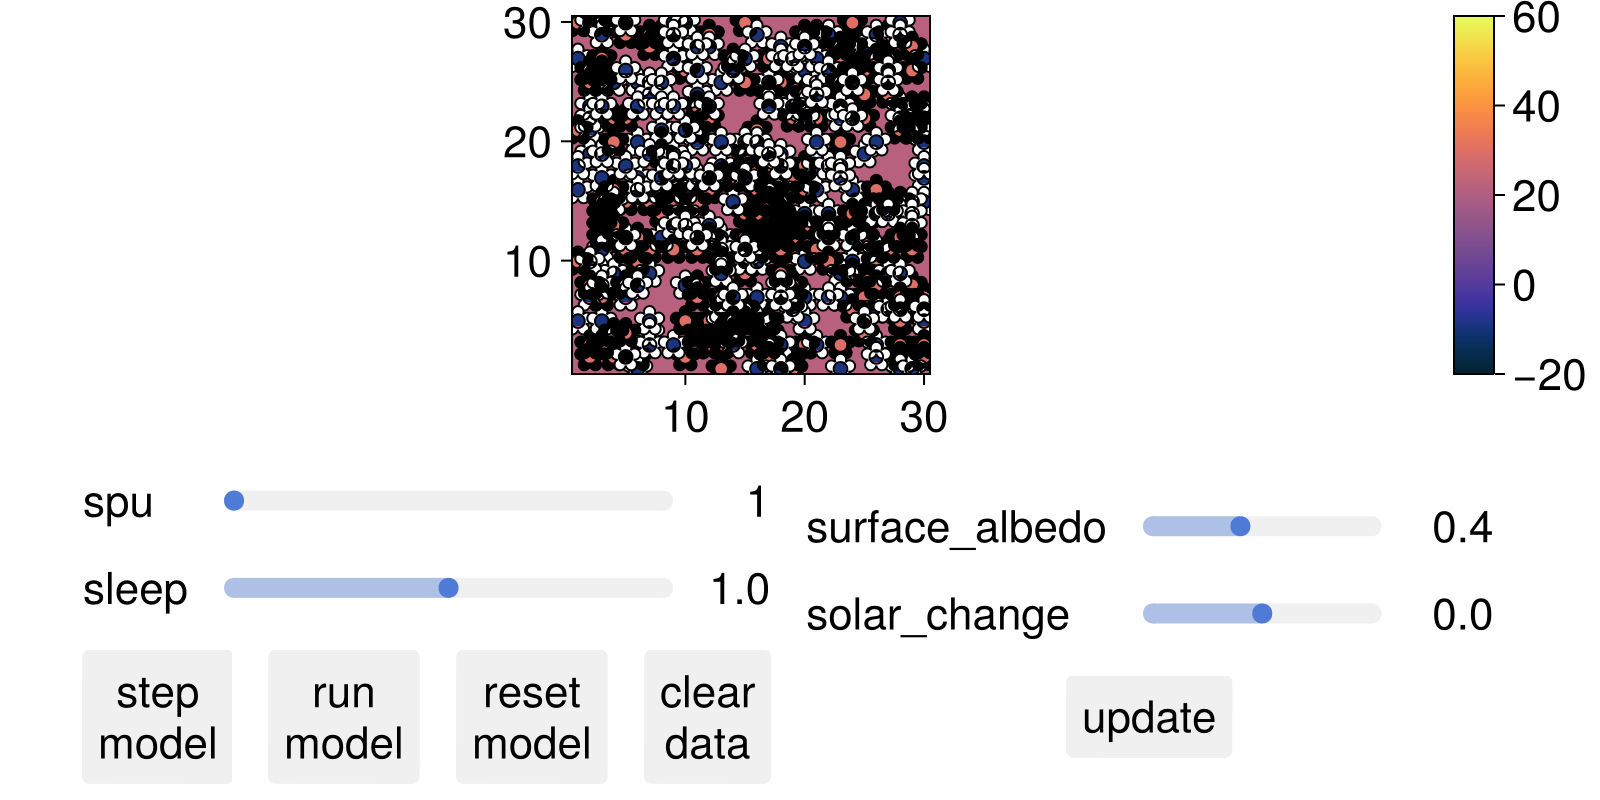 30
20
10
10 20 30
60
40
20
0
−20
spu 1
sleep 1.0
surface_albedo 0.4
solar_change 0.0
step
model
run
model
reset
model
clear
data
update